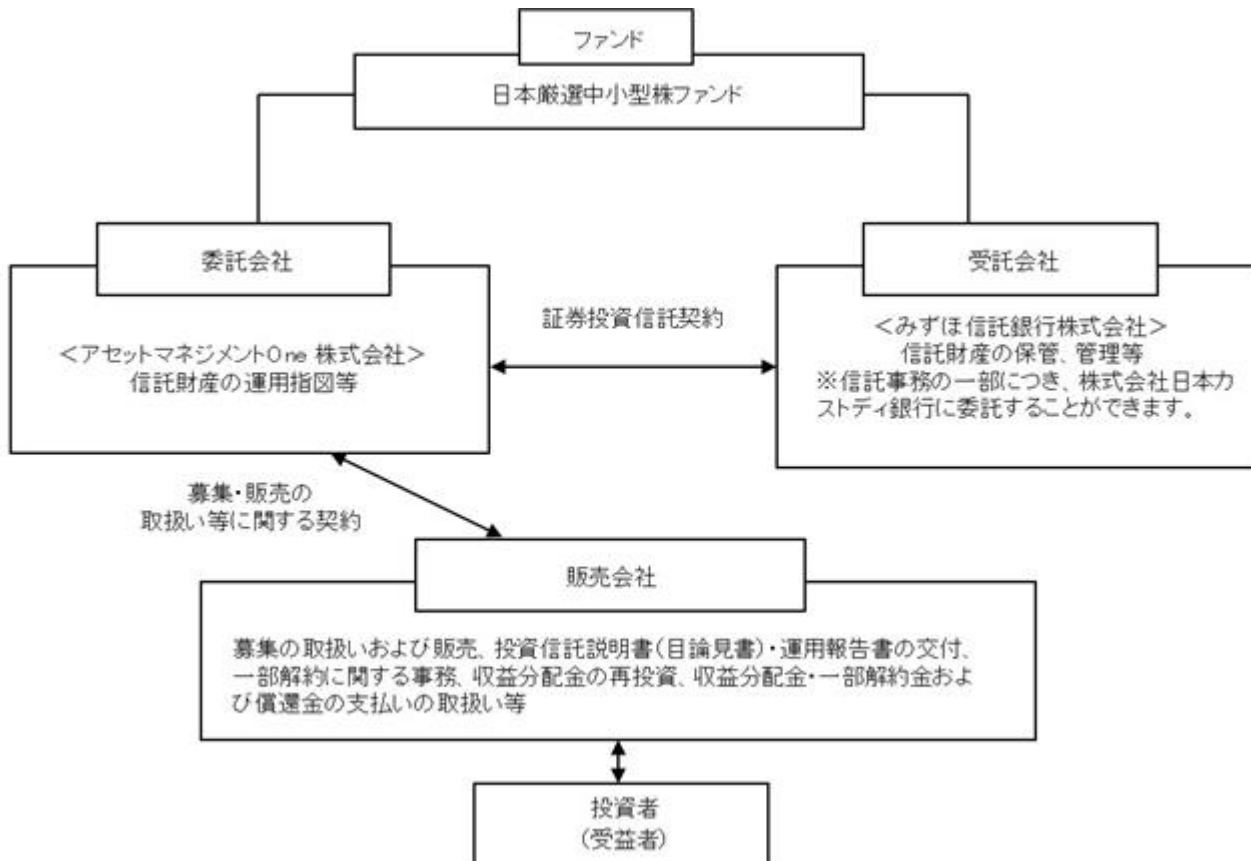 ファンド
日本厳選中小型株ファンド
委託会社
<アセットマネジメントOne 株式会社>
信託財産の運用指図等
証券投資信託契約
受託会社
<みずほ信託銀行株式会社>
信託財産の保管、管理等
※信託事務の一部につき、株式会社日本カ
ストディ銀行に委託することができます。
募集・販売の
取扱い等に関する契約
販売会社
募集の取扱いおよび販売、投資信託説明書(目論見書)・運用報告書の交付、
一部解約に関する事務、収益分配金の再投資、収益分配金・一部解約金およ
び償還金の支払いの取扱い等
投資者
(受益者)